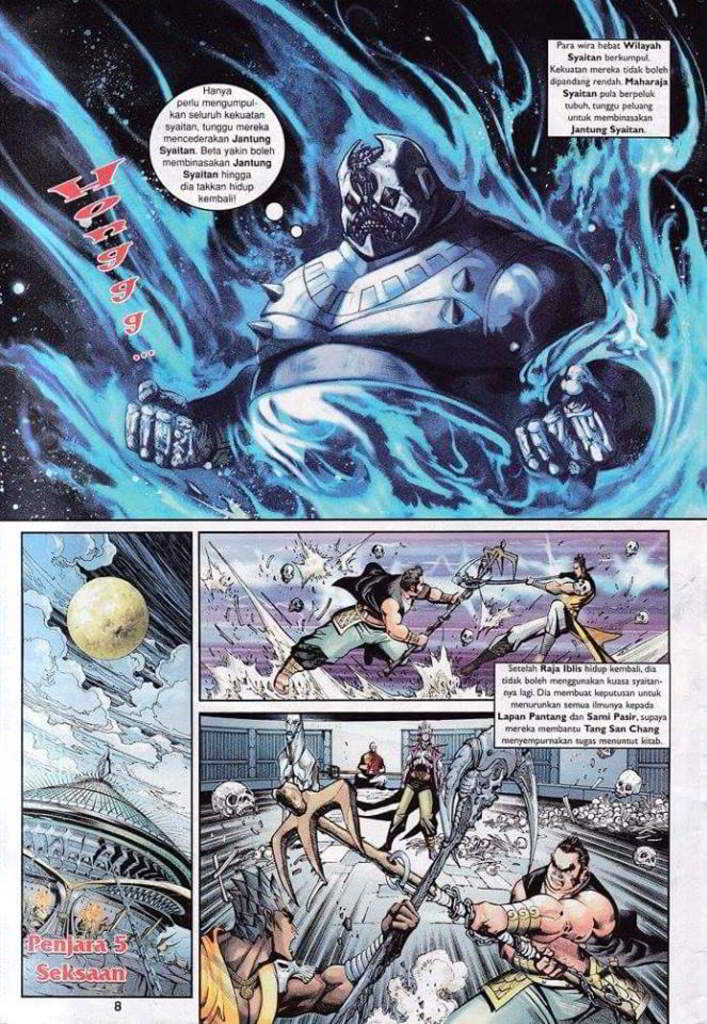 Para wira hebat Wilayah
Syaitan berkumpul.
Kekuatan mereka tidak boleh
dipandang rendah. Maharaja
Syaitan pula berpeluk
tubuh, tunggu peluang
untuk membinasakan
Jantung Syaitan.
Hanya
perlu mengumpul-
kan seluruh kekuatan
syaitan, tunggu mereka
mencederakan Jantung
Syaitan. Beta yakin boleh
membinasakan Jantung
Syaitan hingga
dia takkan hidup
kembali!
Honggg...
Setelah Raja Iblis hidup kembali, dia
tidak boleh menggunakan kuasa syaitan-
nya lagi. Dia membuat keputusan untuk
menurunkan semua ilmunya kepada
Lapan Pantang dan Sami Pasir, supaya
mereka membantu Tang San Chang
menyempurnakan tugas menuntut kitab.
Penjara 5
Seksaan
8